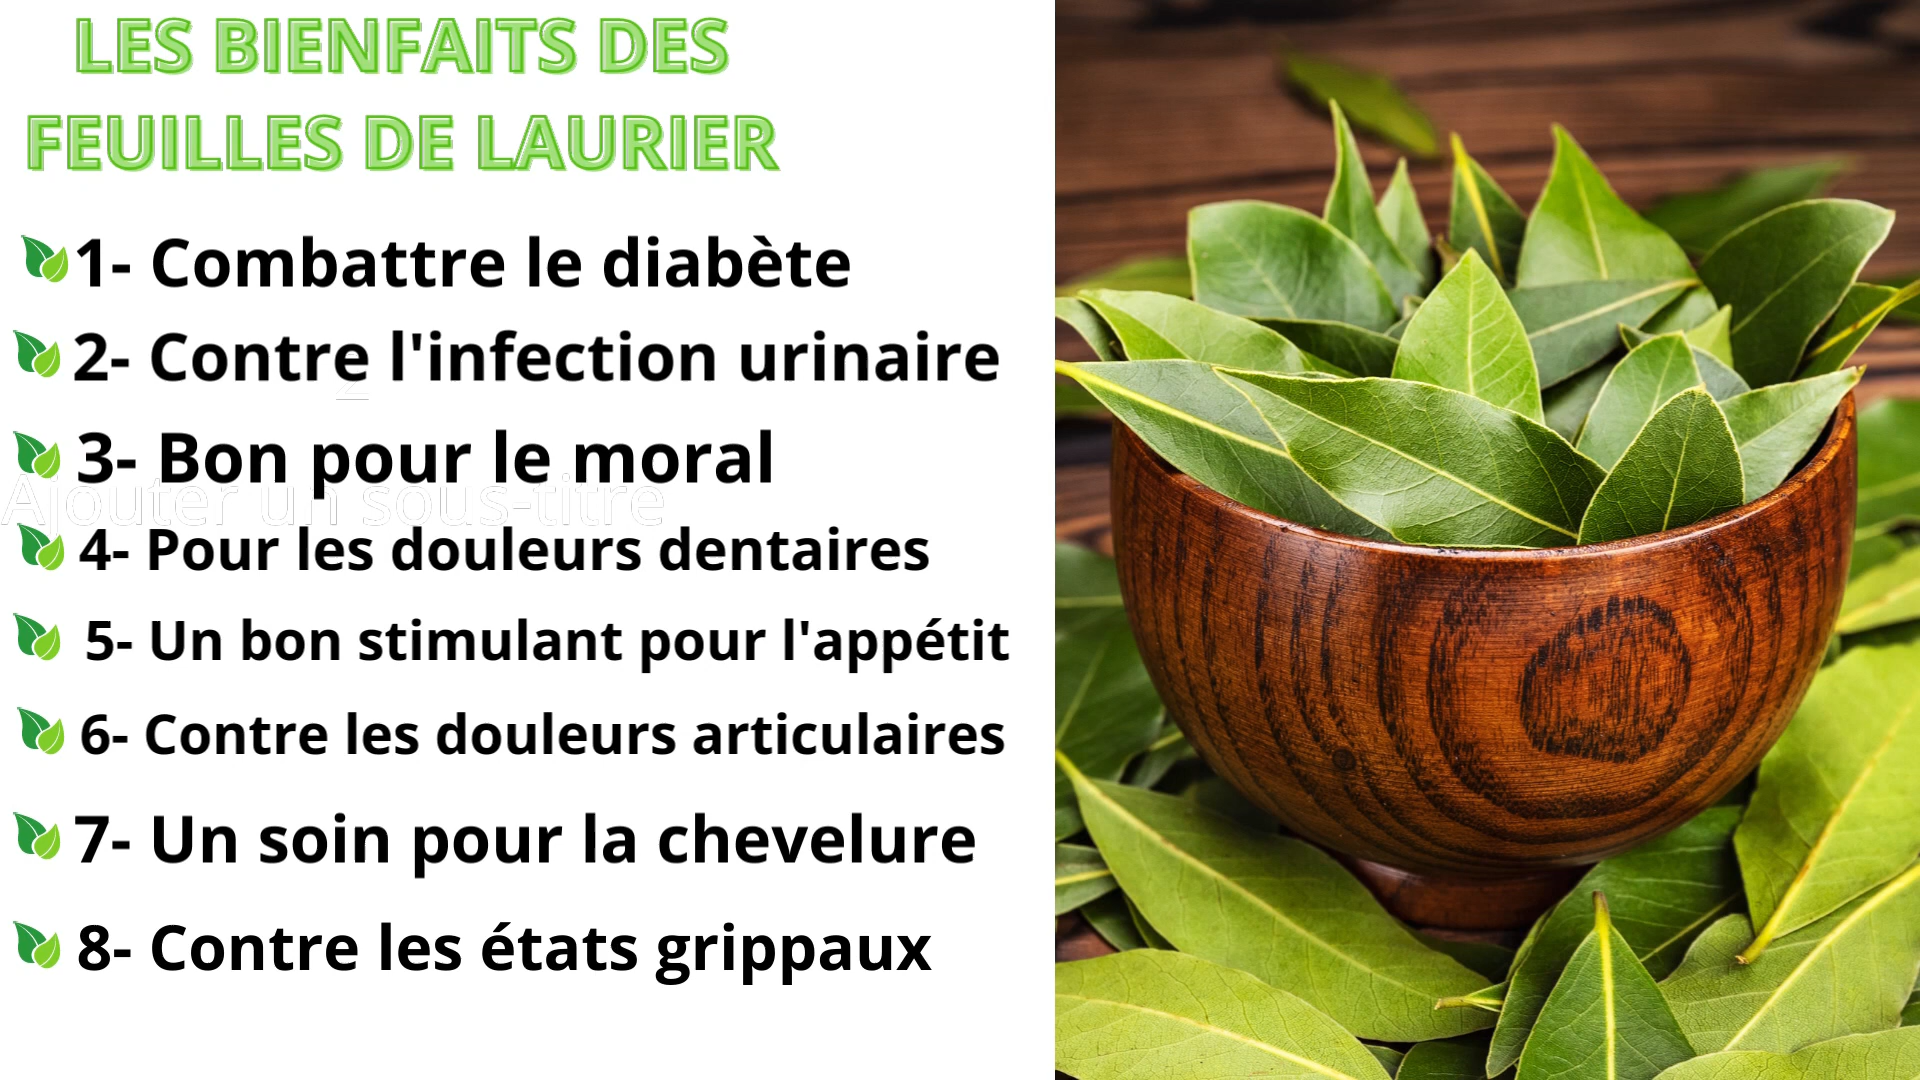 LES BIENFAITS DES
FEUILLES DE LAURIER
1- Combattre le diabète
2- Contre l'infection urinaire
2
3- Bon pour le moral
Ajouter un sous-titre
4- Pour les douleurs dentaires
5- Un bon stimulant pour l'appétit
6- Contre les douleurs articulaires
7- Un soin pour la chevelure
8- Contre les états grippaux